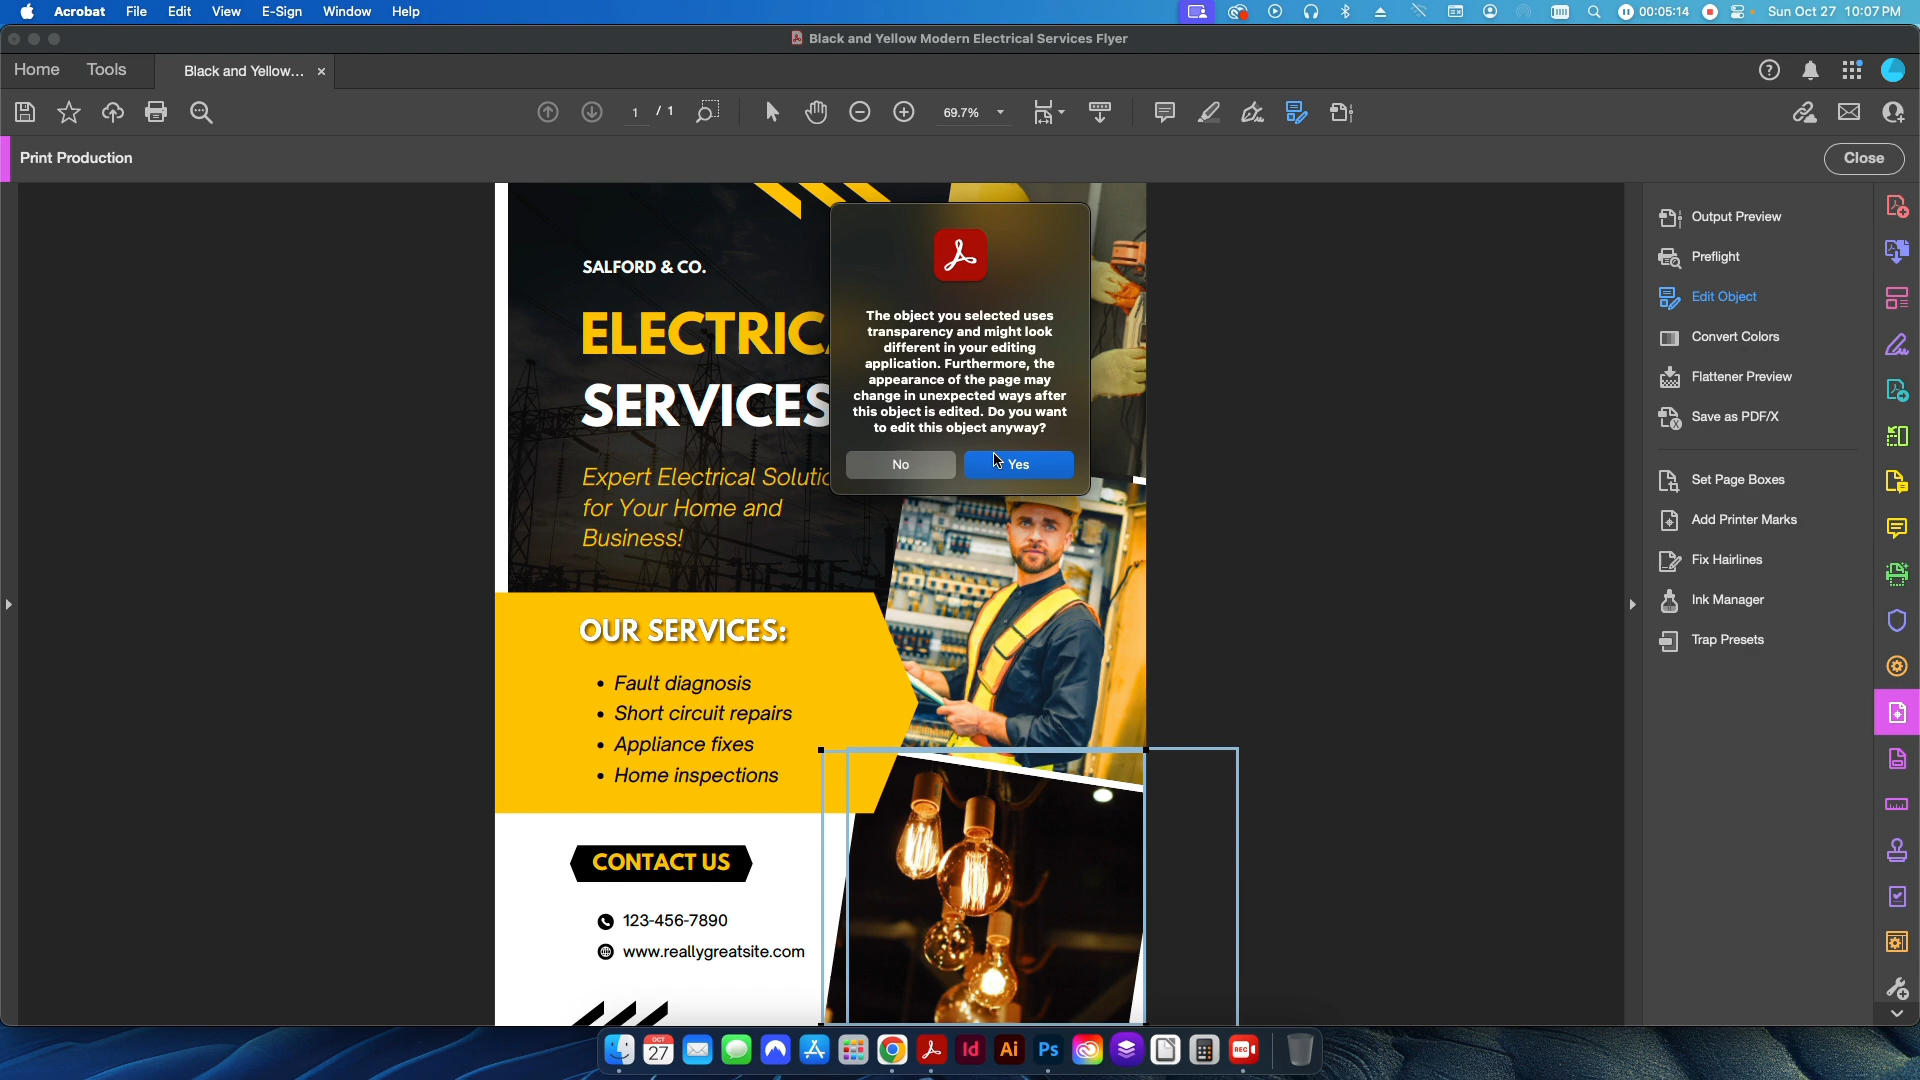 Acrobat File Edit View E-Sign Window Help
00:05:14 Sun Oct 27 10:07 PM
Black and Yellow Modern Electrical Services Flyer
Home Tools Black and Yellow... ×
1 / 1 69.7%
Print Production
Close
SALFORD & CO.
ELECTRICA
SERVICES
Expert Electrical Solutio
for Your Home and
Business!
The object you selected uses
transparency and might look
different in your editing
application. Furthermore, the
appearance of the page may
change in unexpected ways after
this object is edited. Do you want
to edit this object anyway?
No
Yes
OUR SERVICES:
• Fault diagnosis
• Short circuit repairs
• Appliance fixes
• Home inspections
CONTACT US
123-456-7890
www.reallygreatsite.com
Output Preview
Preflight
Edit Object
Convert Colors
Flattener Preview
Save as PDF/X
Set Page Boxes
Add Printer Marks
Fix Hairlines
Ink Manager
Trap Presets
OCT
27
Id
Ai
Ps
REC